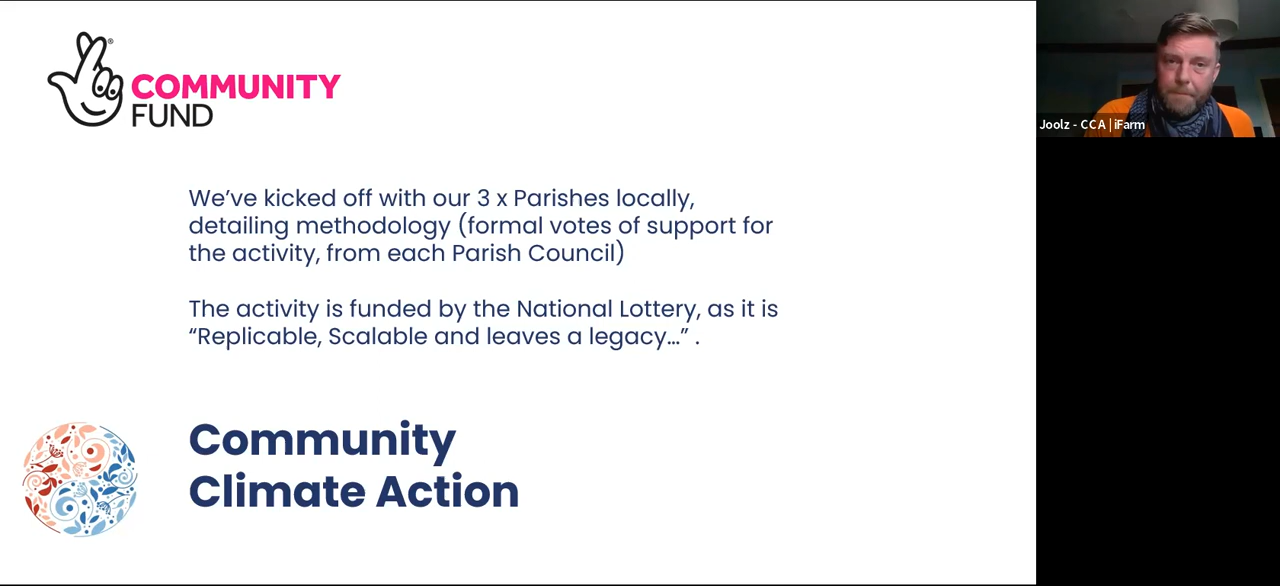 COMMUNITY
FUND
We’ve kicked off with our 3 x Parishes locally,
detailing methodology (formal votes of support for
the activity, from each Parish Council)
The activity is funded by the National Lottery, as it is
“Replicable, Scalable and leaves a legacy…” .
Community
Climate Action
Joolz - CCA | iFarm